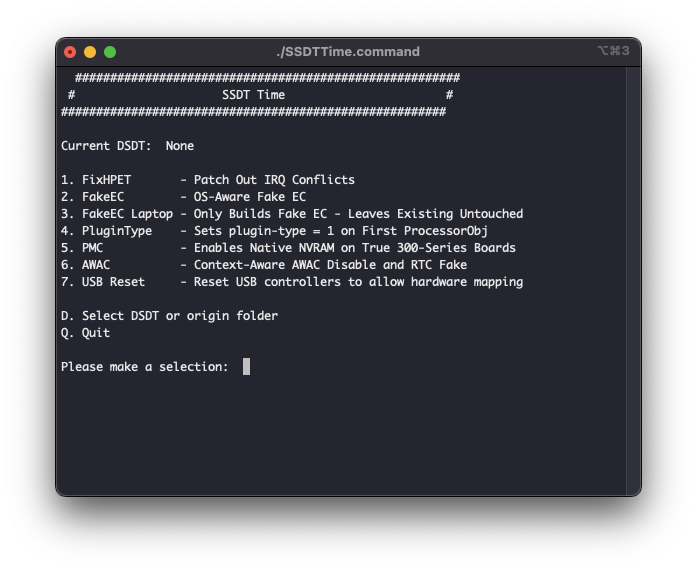 ./SSDTTime.command
⌥⌘3
#######################################################
# SSDT Time #
#######################################################
Current DSDT: None
1. FixHPET - Patch Out IRQ Conflicts
2. FakeEC - OS-Aware Fake EC
3. FakeEC Laptop - Only Builds Fake EC - Leaves Existing Untouched
4. PluginType - Sets plugin-type = 1 on First ProcessorObj
5. PMC - Enables Native NVRAM on True 300-Series Boards
6. AWAC - Context-Aware AWAC Disable and RTC Fake
7. USB Reset - Reset USB controllers to allow hardware mapping
D. Select DSDT or origin folder
Q. Quit
Please make a selection: